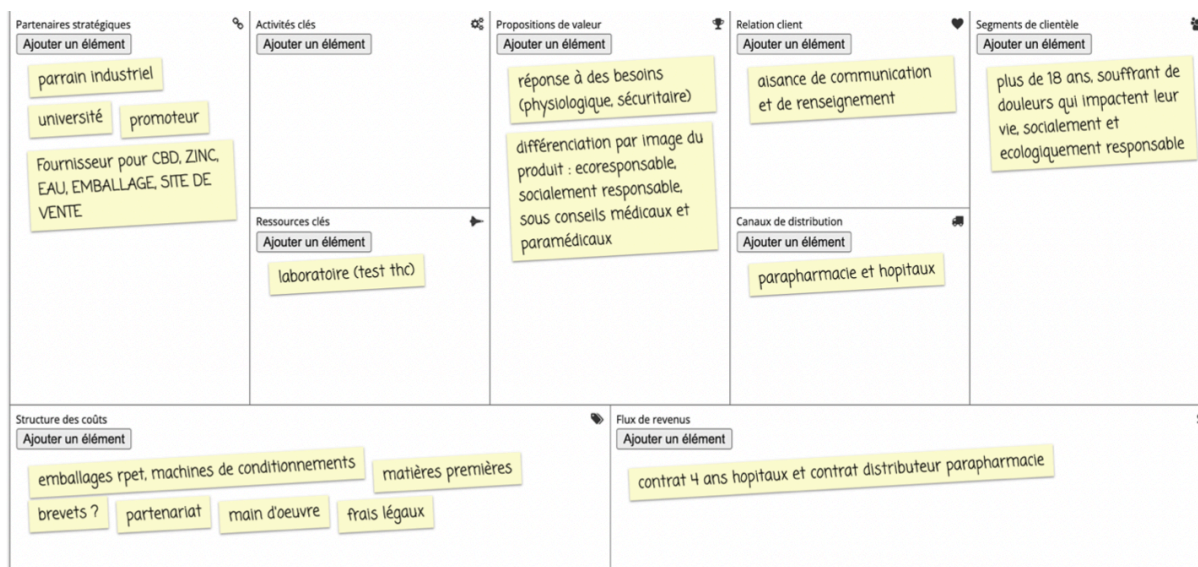 Partenaires stratégiques
Ajouter un élément
parrain industriel
université
promoteur
Fournisseur pour CBD, ZINC,
EAU, EMBALLAGE, SITE DE
VENTE
Activités clés
Ajouter un élément
Ressources clés
Ajouter un élément
laboratoire (test thc)
Propositions de valeur
Ajouter un élément
réponse à des besoins
(physiologique, sécuritaire)
différenciation par image du
produit : ecoresponsable,
socialement responsable,
sous conseils médicaux et
paramédicaux
Relation client
Ajouter un élément
aisance de communication
et de renseignement
Canaux de distribution
Ajouter un élément
parapharmacie et hopitaux
Segments de clientèle
Ajouter un élément
plus de 18 ans, souffrant de
douleurs qui impactent leur
vie, socialement et
ecologiquement responsable
Structure des coûts
Ajouter un élément
emballages rpet, machines de conditionnements
matières premières
brevets ?
partenariat
main d'oeuvre
frais légaux
Flux de revenus
Ajouter un élément
contrat 4 ans hopitaux et contrat distributeur parapharmacie